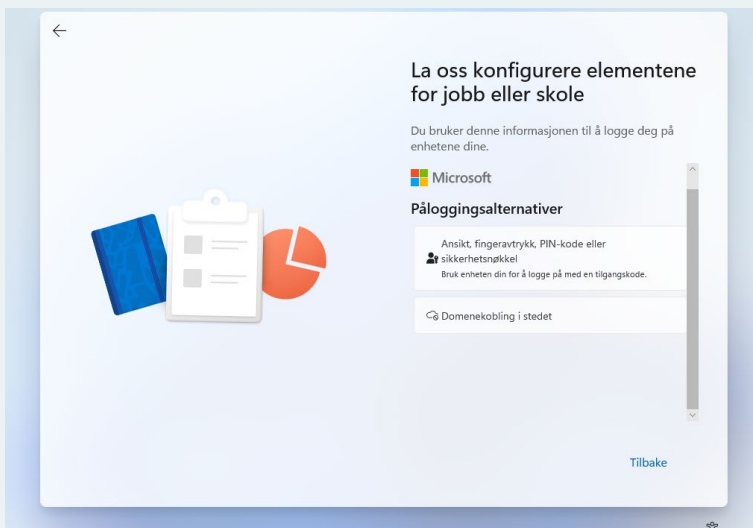 La oss konfigurere elementene
for jobb eller skole
Du bruker denne informasjonen til å logge deg på
enhetene dine.
Microsoft
Påloggingsalternativer
Ansikt, fingeravtrykk, PIN-kode eller
sikkerhetsnøkkel
Bruk enheten din for å logge på med en tilgangskode.
Domenekobling i stedet
Tilbake